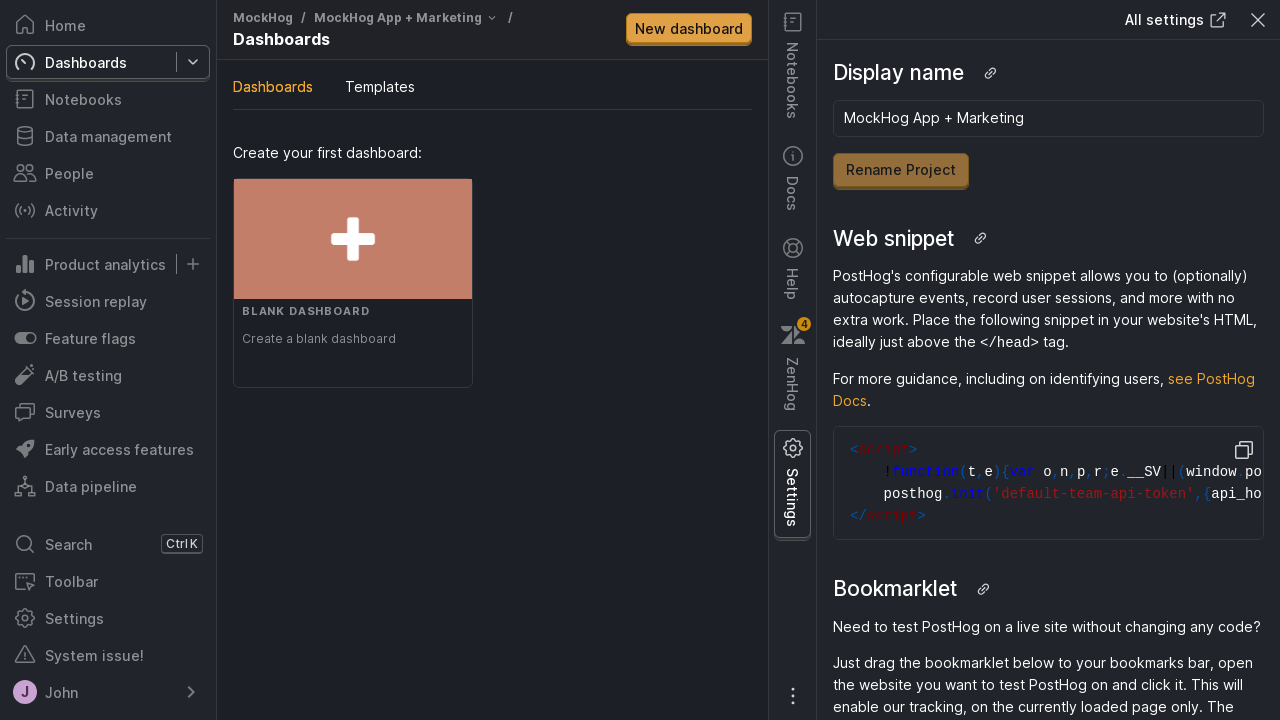 Home
Dashboards
Notebooks
Data management
People
Activity
Product analytics
Session replay
Feature flags
A/B testing
Surveys
Early access features
Data pipeline
Search
Ctrl K
Toolbar
Settings
System issue!
J
John
MockHog / MockHog App + Marketing /
Dashboards
New dashboard
Dashboards
Templates
Create your first dashboard:
BLANK DASHBOARD
Create a blank dashboard
Notebooks
Docs
Help
4
ZenHog
Settings
All settings
Display name
MockHog App + Marketing
Rename Project
Web snippet
PostHog's configurable web snippet allows you to (optionally)
autocapture events, record user sessions, and more with no
extra work. Place the following snippet in your website's HTML,
ideally just above the </head> tag.
For more guidance, including on identifying users, see PostHog
Docs.
<script>
!function(t,e){var o,n,p,r;e.__SV||(window.po
posthog.init('default-team-api-token',{api_ho
</script>
Bookmarklet
Need to test PostHog on a live site without changing any code?
Just drag the bookmarklet below to your bookmarks bar, open
the website you want to test PostHog on and click it. This will
enable our tracking, on the currently loaded page only. The